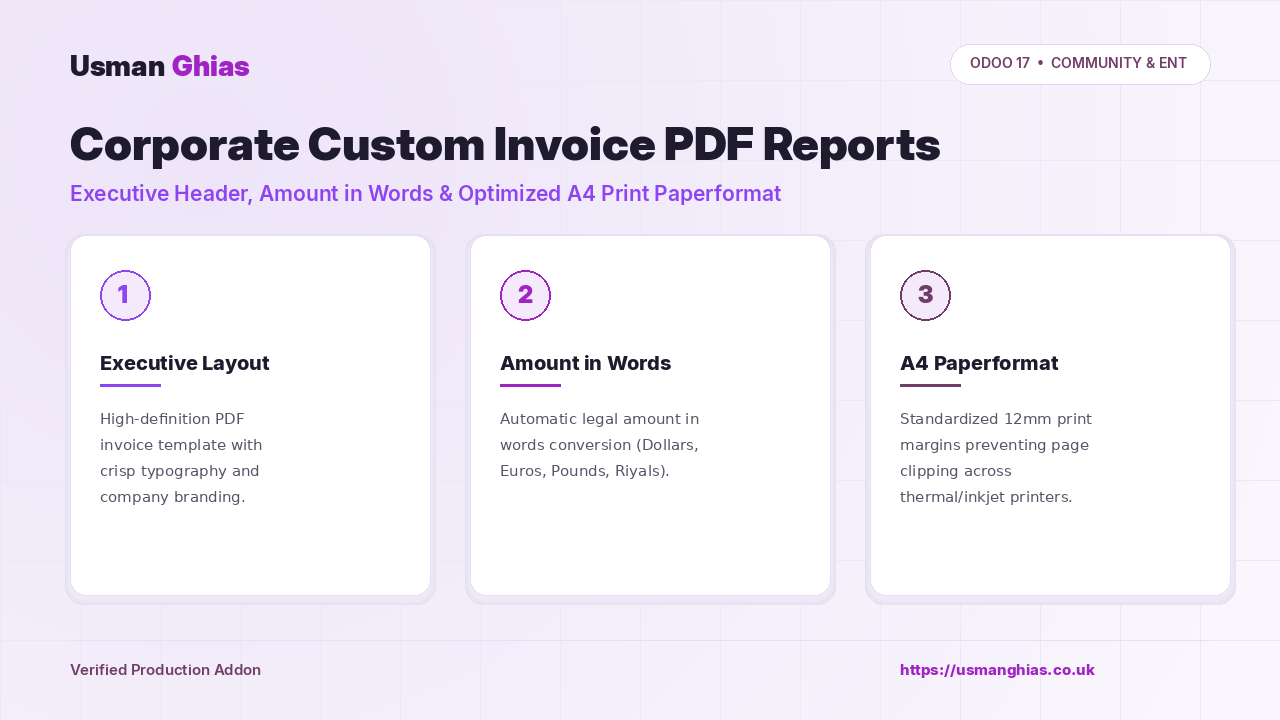 Usman Ghias
ODOO 17 • COMMUNITY & ENT
Corporate Custom Invoice PDF Reports
Executive Header, Amount in Words & Optimized A4 Print Paperformat
1
Executive Layout
High-definition PDF
invoice template with
crisp typography and
company branding.
2
Amount in Words
Automatic legal amount in
words conversion (Dollars,
Euros, Pounds, Riyals).
3
A4 Paperformat
Standardized 12mm print
margins preventing page
clipping across
thermal/inkjet printers.
Verified Production Addon
https://usmanghias.co.uk